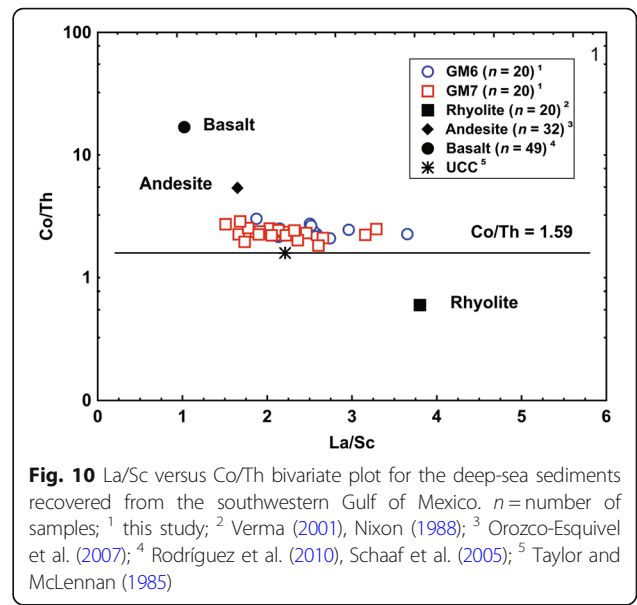 100
1
GM6 (n = 20) ¹
GM7 (n = 20) ¹
Rhyolite (n = 20) ²
Andesite (n = 32) ³
Basalt (n = 49) ⁴
UCC ⁵
Basalt
10
Andesite
Co/Th
Co/Th = 1.59
1
Rhyolite
0
0 1 2 3 4 5 6
La/Sc
Fig. 10 La/Sc versus Co/Th bivariate plot for the deep-sea sediments
recovered from the southwestern Gulf of Mexico. n = number of
samples; ¹ this study; ² Verma (2001), Nixon (1988); ³ Orozco-Esquivel
et al. (2007); ⁴ Rodríguez et al. (2010), Schaaf et al. (2005); ⁵ Taylor and
McLennan (1985)